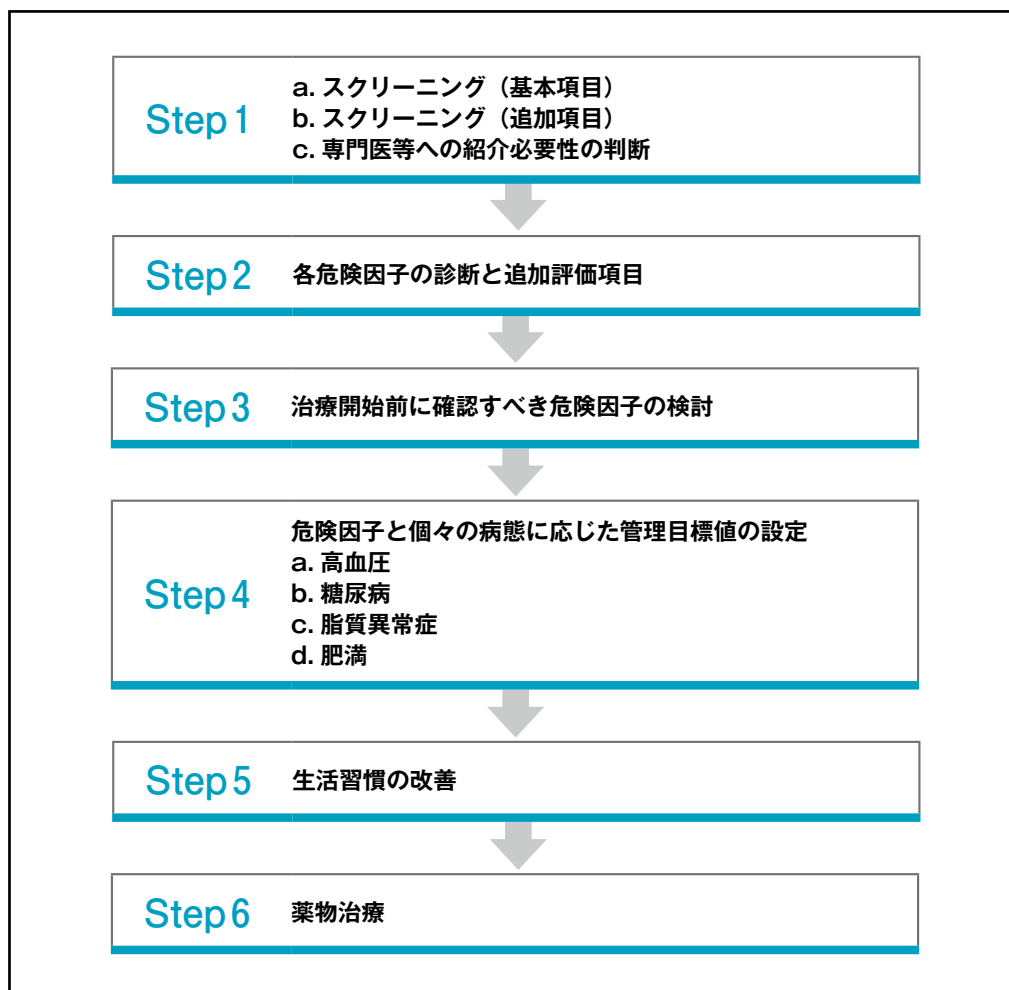 Step 1
a. スクリーニング（基本項目）
b. スクリーニング（追加項目）
c. 専門医等への紹介必要性の判断
Step 2
各危険因子の診断と追加評価項目
Step 3
治療開始前に確認すべき危険因子の検討
Step 4
危険因子と個々の病態に応じた管理目標値の設定
a. 高血圧
b. 糖尿病
c. 脂質異常症
d. 肥満
Step 5
生活習慣の改善
Step 6
薬物治療